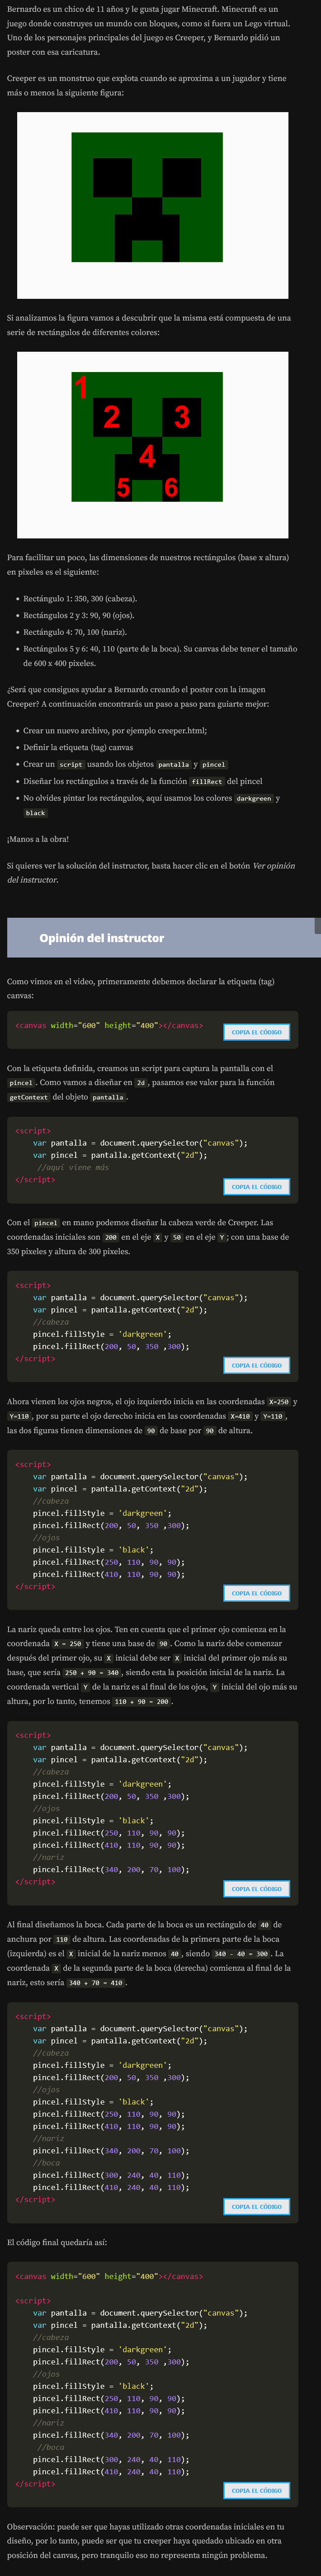 Bernardo es un chico de 11 años y le gusta jugar Minecraft. Minecraft es un
juego donde construyes un mundo con bloques, como si fuera un Lego virtual.
Uno de los personajes principales del juego es Creeper, y Bernardo pidió un
poster con esa caricatura.
Creeper es un monstruo que explota cuando se aproxima a un jugador y tiene
más o menos la siguiente figura:
Si analizamos la figura vamos a descubrir que la misma está compuesta de una
serie de rectángulos de diferentes colores:
1
2 3
4
5 6
Para facilitar un poco, las dimensiones de nuestros rectángulos (base x altura)
en pixeles es el siguiente:
• Rectángulo 1: 350, 300 (cabeza).
• Rectángulos 2 y 3: 90, 90 (ojos).
• Rectángulo 4: 70, 100 (nariz).
• Rectángulos 5 y 6: 40, 110 (parte de la boca). Su canvas debe tener el tamaño
de 600 x 400 pixeles.
¿Será que consigues ayudar a Bernardo creando el poster con la imagen
Creeper? A continuación encontrarás un paso a paso para guiarte mejor:
• Crear un nuevo archivo, por ejemplo creeper.html;
• Definir la etiqueta (tag) canvas
• Crear un script usando los objetos pantalla y pincel
• Diseñar los rectángulos a través de la función fillRect del pincel
• No olvides pintar los rectángulos, aquí usamos los colores darkgreen y
black
¡Manos a la obra!
Si quieres ver la solución del instructor, basta hacer clic en el botón Ver opinión
del instructor.
Opinión del instructor
Como vimos en el video, primeramente debemos declarar la etiqueta (tag)
canvas:
<canvas width="600" height="400"></canvas>
COPIA EL CÓDIGO
Con la etiqueta definida, creamos un script para captura la pantalla con el
pincel. Como vamos a diseñar en 2d, pasamos ese valor para la función
getContext del objeto pantalla.
<script>
var pantalla = document.querySelector("canvas");
var pincel = pantalla.getContext("2d");
//aquí viene más
</script>
COPIA EL CÓDIGO
Con el pincel en mano podemos diseñar la cabeza verde de Creeper. Las
coordenadas iniciales son 200 en el eje X y 50 en el eje Y; con una base de
350 pixeles y altura de 300 pixeles.
<script>
var pantalla = document.querySelector("canvas");
var pincel = pantalla.getContext("2d");
//cabeza
pincel.fillStyle = 'darkgreen';
pincel.fillRect(200, 50, 350 ,300);
</script>
COPIA EL CÓDIGO
Ahora vienen los ojos negros, el ojo izquierdo inicia en las coordenadas X=250 y
Y=110, por su parte el ojo derecho inicia en las coordenadas X=410 y Y=110,
las dos figuras tienen dimensiones de 90 de base por 90 de altura.
<script>
var pantalla = document.querySelector("canvas");
var pincel = pantalla.getContext("2d");
//cabeza
pincel.fillStyle = 'darkgreen';
pincel.fillRect(200, 50, 350 ,300);
//ojos
pincel.fillStyle = 'black';
pincel.fillRect(250, 110, 90, 90);
pincel.fillRect(410, 110, 90, 90);
</script>
COPIA EL CÓDIGO
La nariz queda entre los ojos. Ten en cuenta que el primer ojo comienza en la
coordenada X = 250 y tiene una base de 90. Como la nariz debe comenzar
después del primer ojo, su X inicial debe ser X inicial del primer ojo más su
base, que sería 250 + 90 = 340, siendo esta la posición inicial de la nariz. La
coordenada vertical Y de la nariz es al final de los ojos, Y inicial del ojo más su
altura, por lo tanto, tenemos 110 + 90 = 200.
<script>
var pantalla = document.querySelector("canvas");
var pincel = pantalla.getContext("2d");
//cabeza
pincel.fillStyle = 'darkgreen';
pincel.fillRect(200, 50, 350 ,300);
//ojos
pincel.fillStyle = 'black';
pincel.fillRect(250, 110, 90, 90);
pincel.fillRect(410, 110, 90, 90);
//nariz
pincel.fillRect(340, 200, 70, 100);
</script>
COPIA EL CÓDIGO
Al final diseñamos la boca. Cada parte de la boca es un rectángulo de 40 de
anchura por 110 de altura. Las coordenadas de la primera parte de la boca
(izquierda) es el X inicial de la nariz menos 40, siendo 340 - 40 = 300. La
coordenada X de la segunda parte de la boca (derecha) comienza al final de la
nariz, esto sería 340 + 70 = 410.
<script>
var pantalla = document.querySelector("canvas");
var pincel = pantalla.getContext("2d");
//cabeza
pincel.fillStyle = 'darkgreen';
pincel.fillRect(200, 50, 350 ,300);
//ojos
pincel.fillStyle = 'black';
pincel.fillRect(250, 110, 90, 90);
pincel.fillRect(410, 110, 90, 90);
//nariz
pincel.fillRect(340, 200, 70, 100);
//boca
pincel.fillRect(300, 240, 40, 110);
pincel.fillRect(410, 240, 40, 110);
</script>
COPIA EL CÓDIGO
El código final quedaría así:
<canvas width="600" height="400"></canvas>
<script>
var pantalla = document.querySelector("canvas");
var pincel = pantalla.getContext("2d");
//cabeza
pincel.fillStyle = 'darkgreen';
pincel.fillRect(200, 50, 350 ,300);
//ojos
pincel.fillStyle = 'black';
pincel.fillRect(250, 110, 90, 90);
pincel.fillRect(410, 110, 90, 90);
//nariz
pincel.fillRect(340, 200, 70, 100);
//boca
pincel.fillRect(300, 240, 40, 110);
pincel.fillRect(410, 240, 40, 110);
</script>
COPIA EL CÓDIGO
Observación: puede ser que hayas utilizado otras coordenadas iniciales en tu
diseño, por lo tanto, puede ser que tu creeper haya quedado ubicado en otra
posición del canvas, pero tranquilo eso no representa ningún problema.